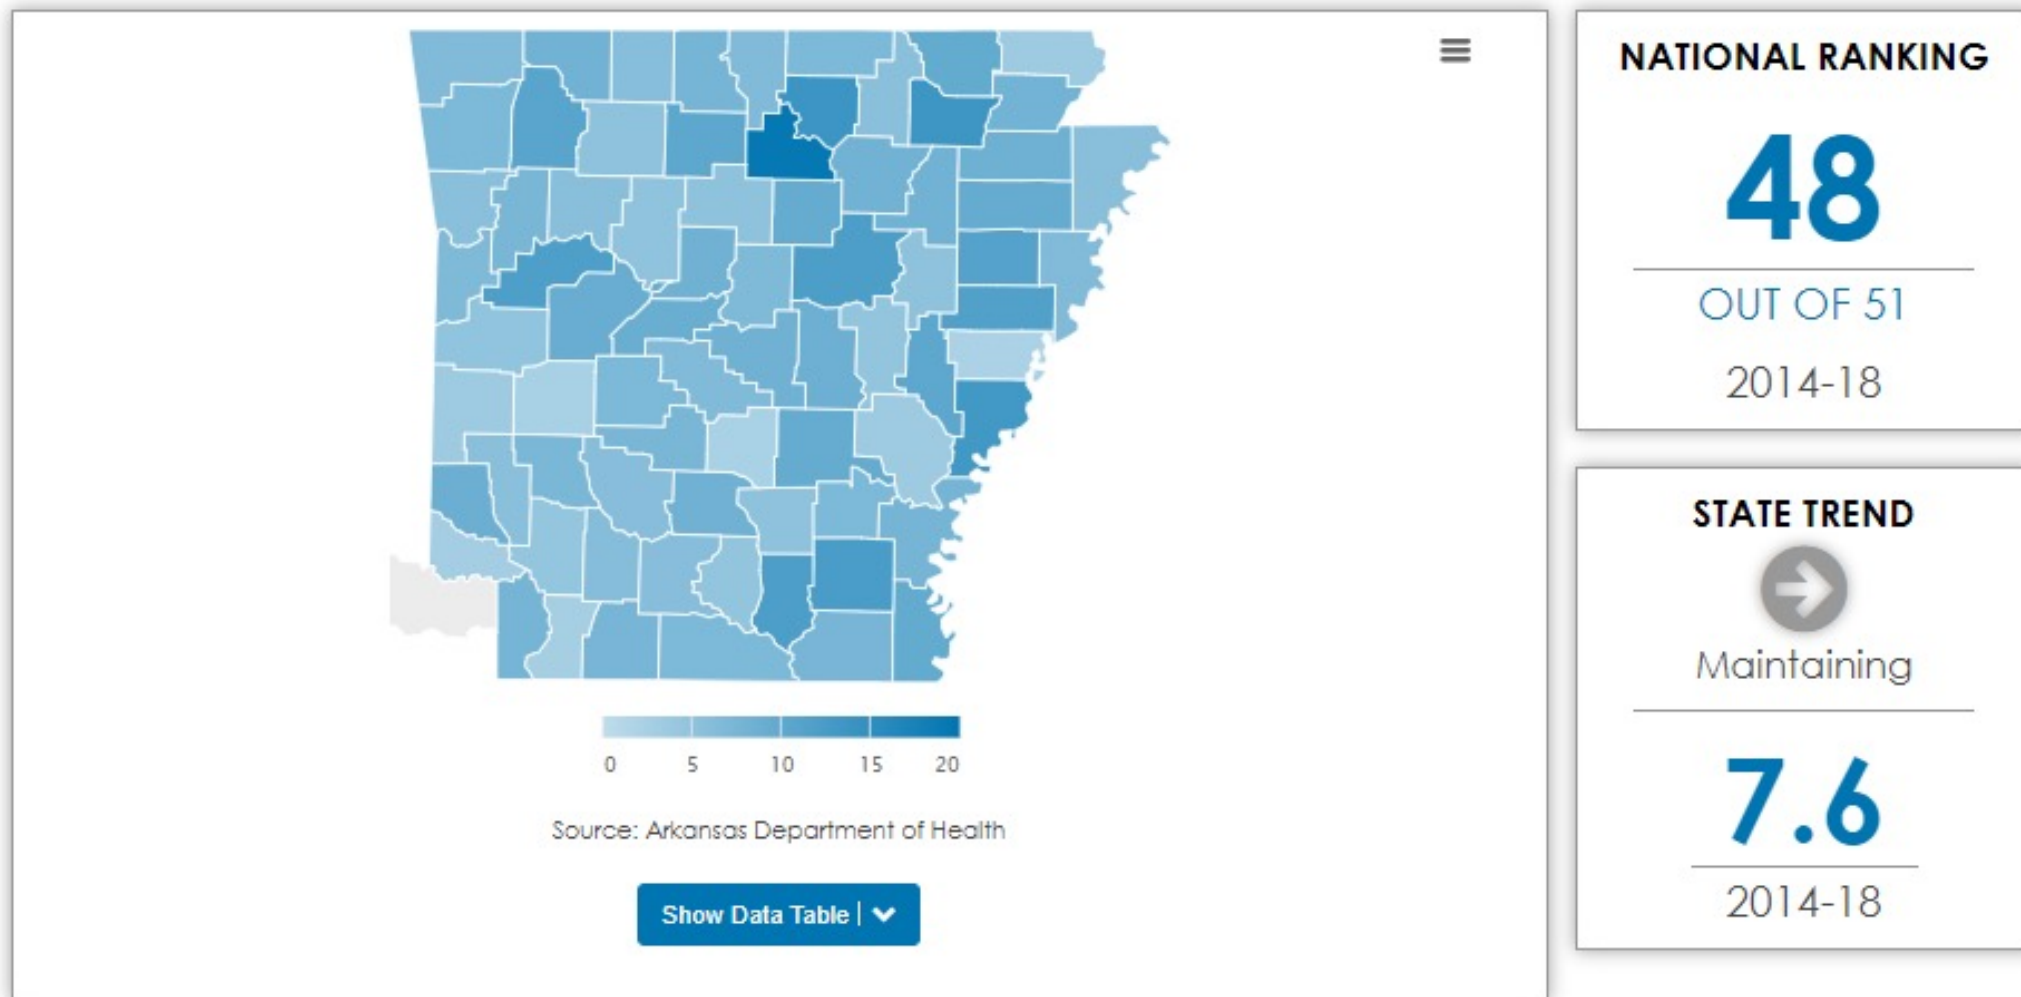 NATIONAL RANKING
48
OUT OF 51
2014-18
STATE TREND
Maintaining
7.6
2014-18
0 5 10 15 20
Source: Arkansas Department of Health
Show Data Table